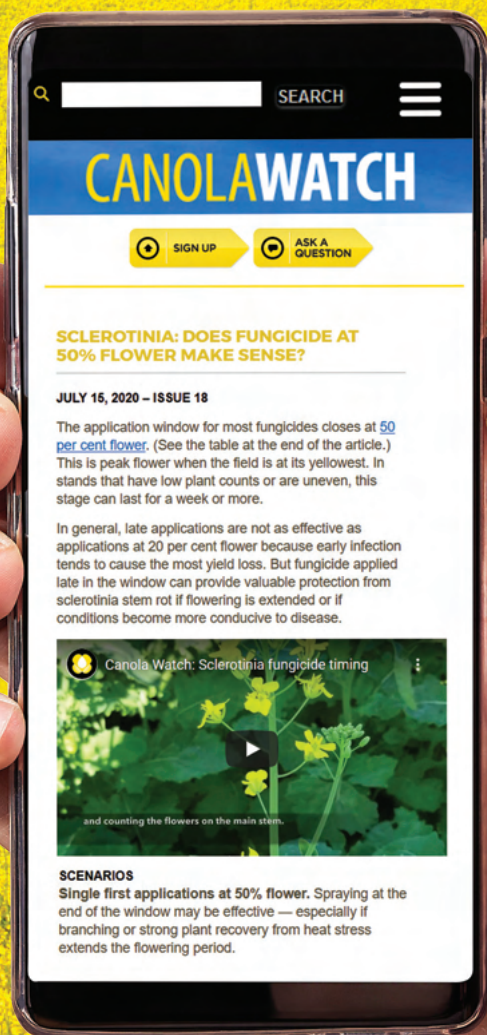 SEARCH
CANOLAWATCH
SIGN UP
ASK A
QUESTION
SCLEROTINIA: DOES FUNGICIDE AT
50% FLOWER MAKE SENSE?
JULY 15, 2020 – ISSUE 18
The application window for most fungicides closes at 50
per cent flower. (See the table at the end of the article.)
This is peak flower when the field is at its yellowest. In
stands that have low plant counts or are uneven, this
stage can last for a week or more.
In general, late applications are not as effective as
applications at 20 per cent flower because early infection
tends to cause the most yield loss. But fungicide applied
late in the window can provide valuable protection from
sclerotinia stem rot if flowering is extended or if
conditions become more conducive to disease.
Canola Watch: Sclerotinia fungicide timing
and counting the flowers on the main stem.
SCENARIOS
Single first applications at 50% flower. Spraying at the
end of the window may be effective — especially if
branching or strong plant recovery from heat stress
extends the flowering period.